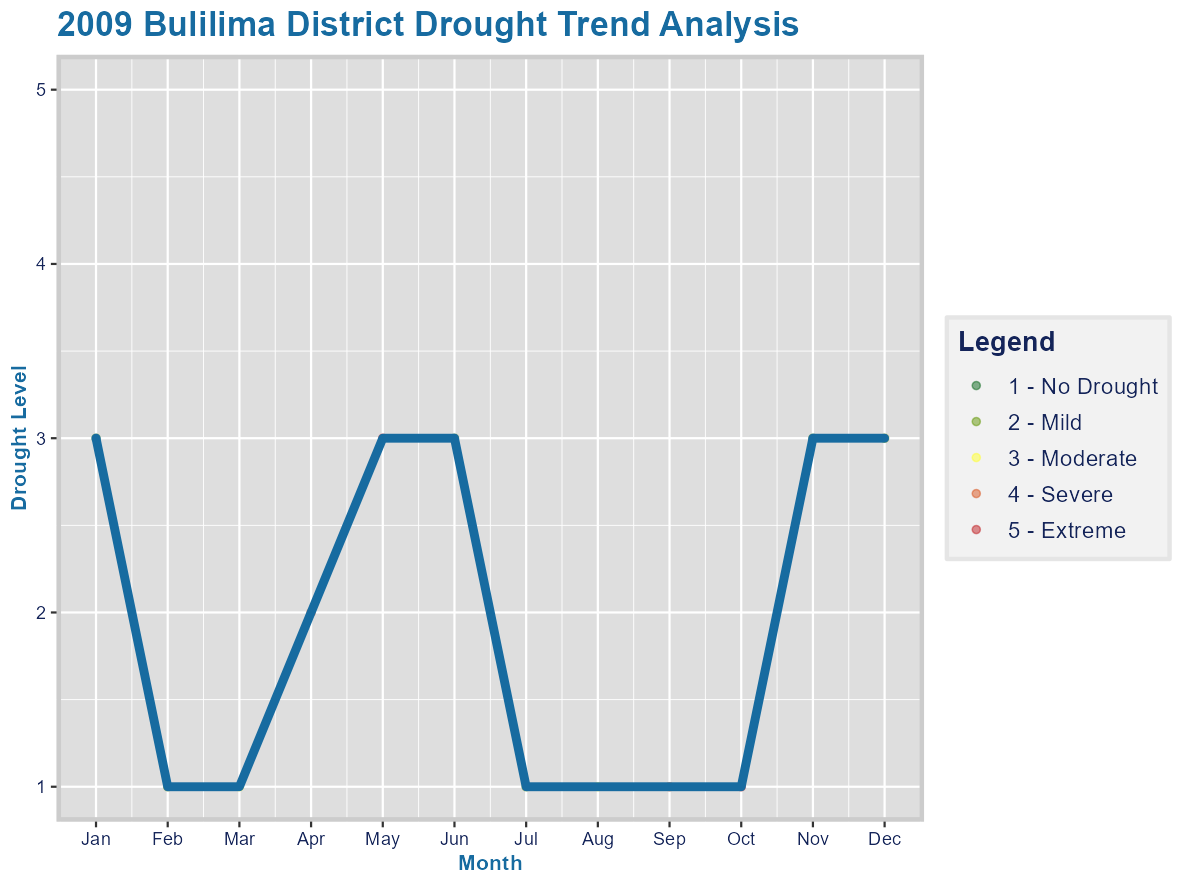 2009 Bulilima District Drought Trend Analysis
Drought Level
5
4
3
2
1
Jan Feb Mar Apr May Jun Jul Aug Sep Oct Nov Dec
Month
Legend
1 - No Drought
2 - Mild
3 - Moderate
4 - Severe
5 - Extreme